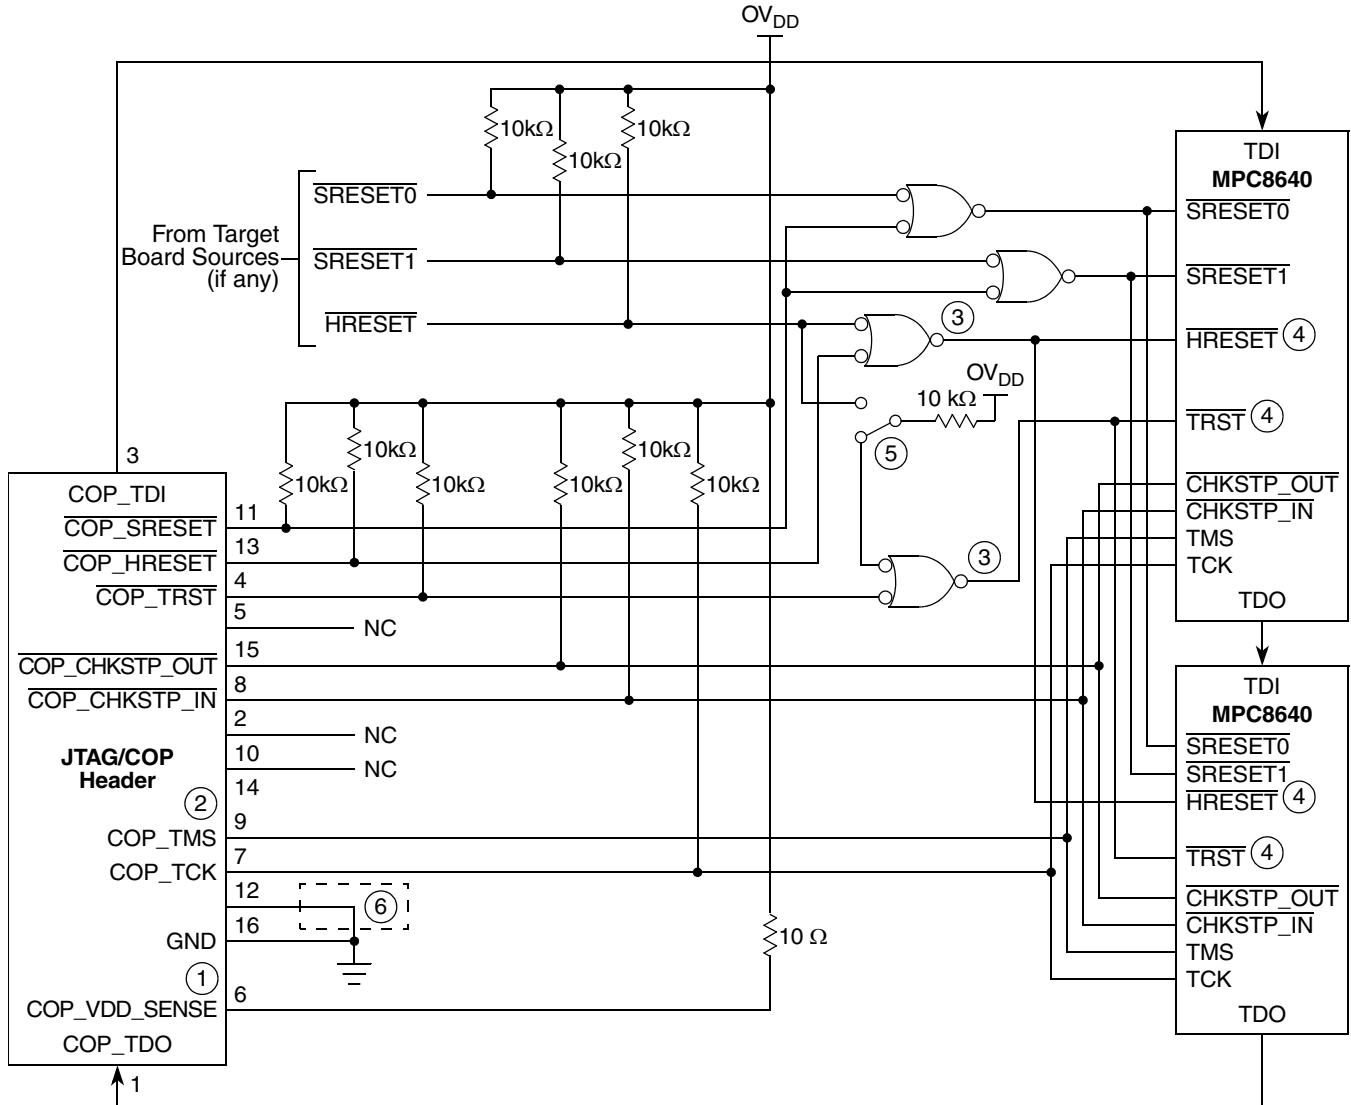 OVDD
10kΩ
10kΩ
10kΩ
SRESET0
SRESET1
HRESET
From Target
Board Sources
(if any)
3
OVDD
10 kΩ
5
3
TDI
MPC8640
SRESET0
SRESET1
HRESET 4
TRST 4
CHKSTP_OUT
CHKSTP_IN
TMS
TCK
TDO
10kΩ
10kΩ
10kΩ
10kΩ
10kΩ
10kΩ
3
COP_TDI
COP_SRESET 11
COP_HRESET 13
COP_TRST 4
5 NC
COP_CHKSTP_OUT 15
COP_CHKSTP_IN 8
2 NC
10 NC
JTAG/COP
Header
14
2
COP_TMS 9
COP_TCK 7
12
6
GND 16
1
COP_VDD_SENSE 6
COP_TDO
1
10 Ω
TDI
MPC8640
SRESET0
SRESET1
HRESET 4
TRST 4
CHKSTP_OUT
CHKSTP_IN
TMS
TCK
TDO